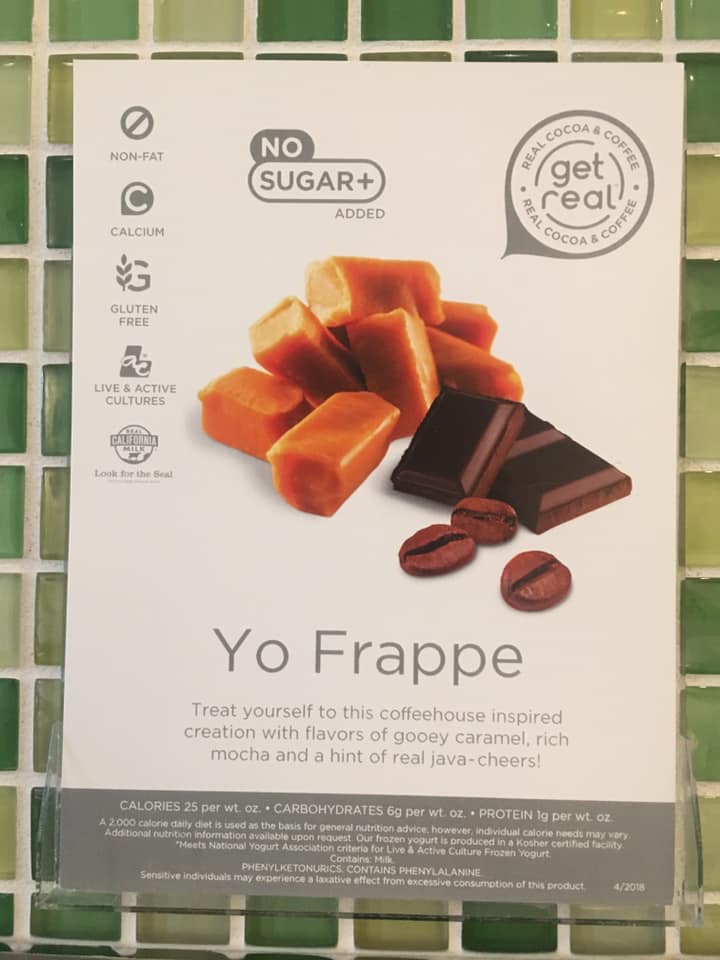 NON-FAT
CALCIUM
GLUTEN
FREE
LIVE & ACTIVE
CULTURES
REAL
CALIFORNIA
MILK
Look for the Seal
NO
SUGAR+
ADDED
REAL COCOA & COFFEE
get
real
REAL COCOA & COFFEE
Yo Frappe
Treat yourself to this coffeehouse inspired
creation with flavors of gooey caramel, rich
mocha and a hint of real java-cheers!
CALORIES 25 per wt. oz. • CARBOHYDRATES 6g per wt. oz. • PROTEIN 1g per wt. oz.
A 2,000 calorie daily diet is used as the basis for general nutrition advice; however, individual calorie needs may vary.
Additional nutrition information available upon request. Our frozen yogurt is produced in a Kosher certified facility.
*Meets National Yogurt Association criteria for Live & Active Culture Frozen Yogurt.
Contains: Milk.
PHENYLKETONURICS: CONTAINS PHENYLALANINE.
Sensitive individuals may experience a laxative effect from excessive consumption of this product.
4/2018